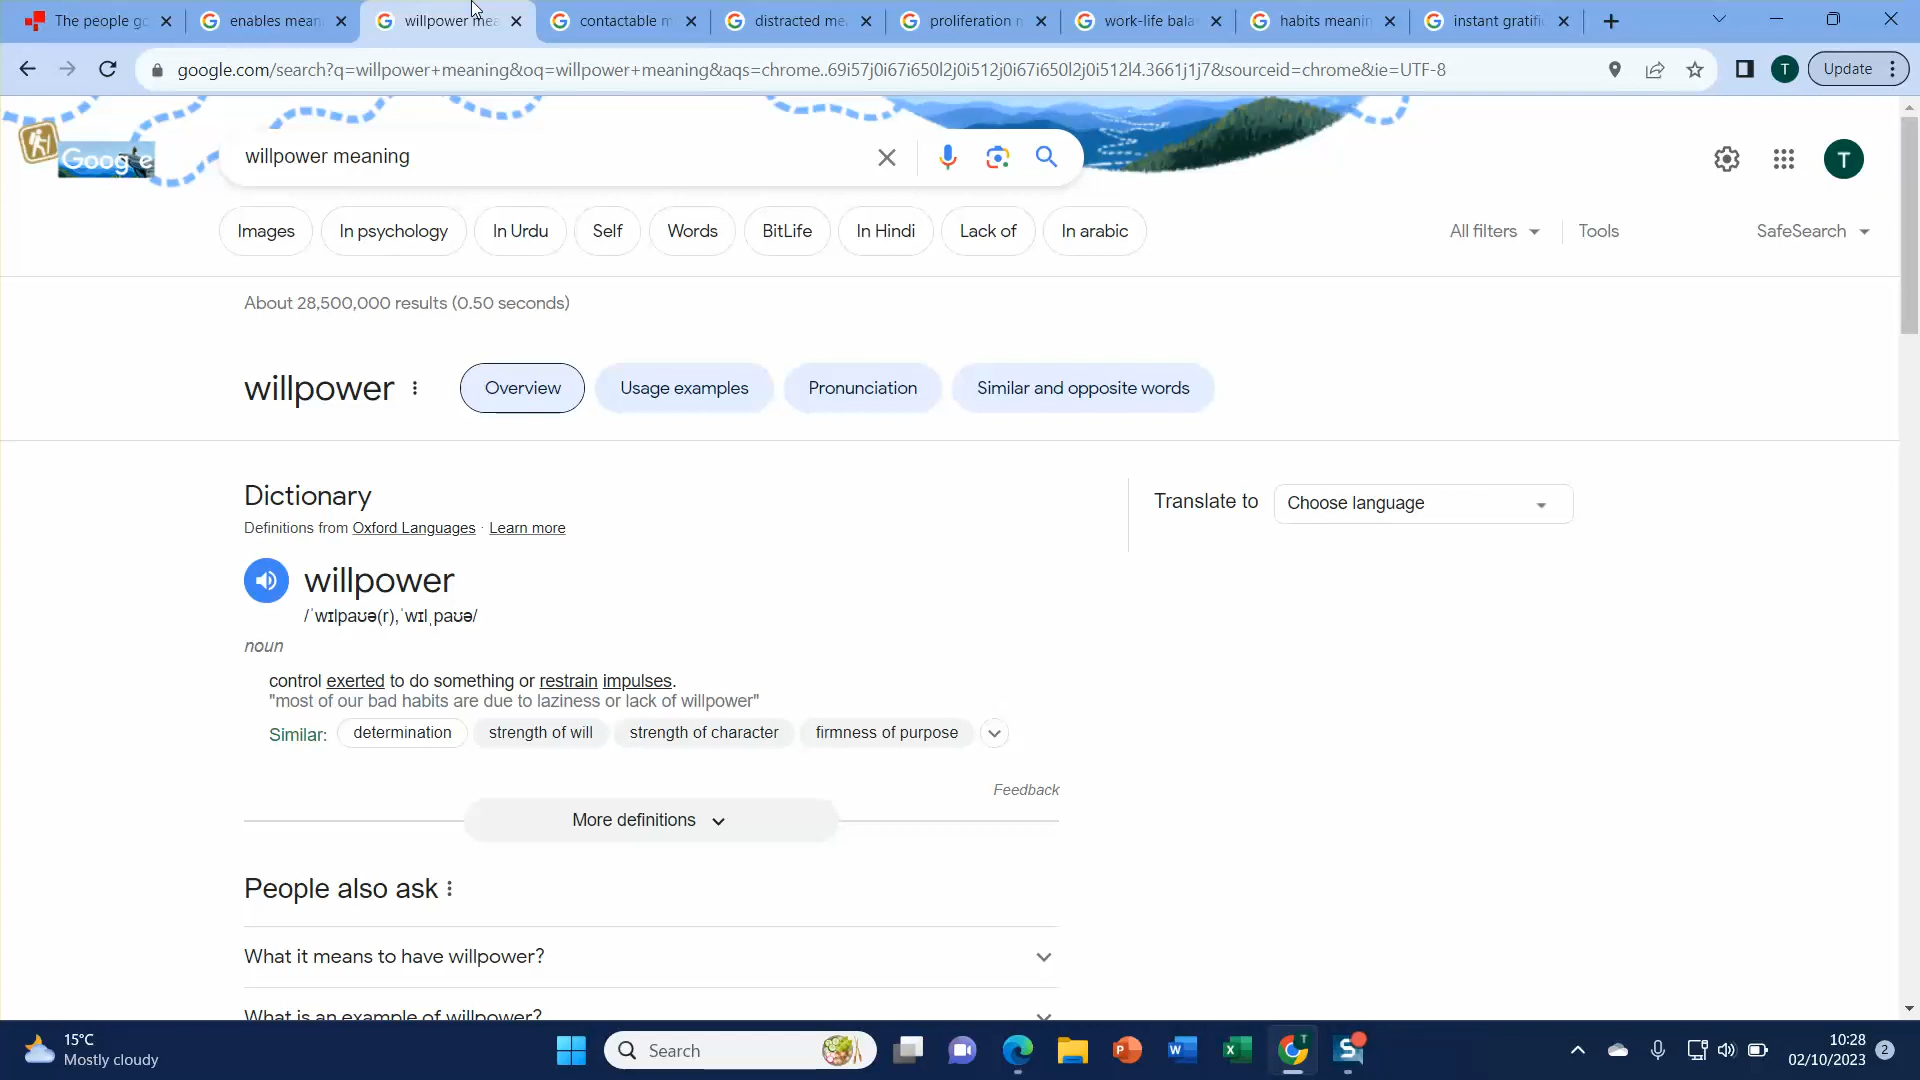 The people go
enables mean
willpower mea
contactable m
distracted me
proliferation m
work-life bala
habits meanin
instant gratifi
google.com/search?q=willpower+meaning&oq=willpower+meaning&aqs=chrome..69i57j0i67i650l2j0i512j0i67i650l2j0i512l4.3661j1j7&sourceid=chrome&ie=UTF-8
T
Update
Goog e
willpower meaning
T
Images
In psychology
In Urdu
Self
Words
BitLife
In Hindi
Lack of
In arabic
All filters
Tools
SafeSearch
About 28,500,000 results (0.50 seconds)
willpower
Overview
Usage examples
Pronunciation
Similar and opposite words
Dictionary
Definitions from Oxford Languages · Learn more
Translate to
Choose language
willpower
/ˈwɪlpaʊə(r),ˈwɪlˌpaʊə/
noun
control exerted to do something or restrain impulses.
"most of our bad habits are due to laziness or lack of willpower"
Similar:
determination
strength of will
strength of character
firmness of purpose
Feedback
More definitions
People also ask
What it means to have willpower?
What is an example of willpower?
15°C
Mostly cloudy
Search
10:28
02/10/2023
2